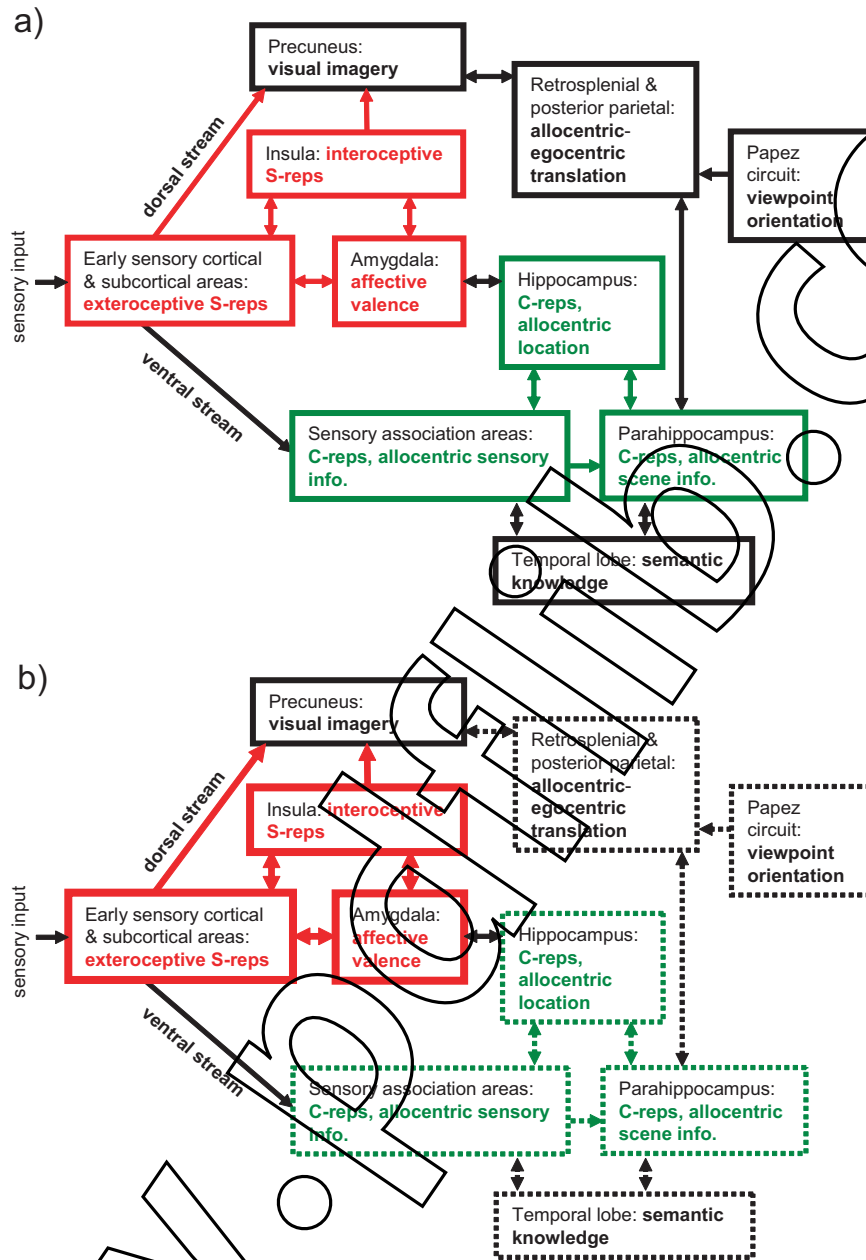 a)
Precuneus:
visual imagery
Retrosplenial &
posterior parietal:
allocentric-
egocentric
translation
Papez
circuit:
viewpoint
orientation
dorsal stream
Insula: interoceptive
S-reps
sensory input
Early sensory cortical
& subcortical areas:
exteroceptive S-reps
Amygdala:
affective
valence
Hippocampus:
C-reps,
allocentric
location
ventral stream
Sensory association areas:
C-reps, allocentric sensory
info.
Parahippocampus:
C-reps, allocentric
scene info.
Temporal lobe: semantic
knowledge
b)
Precuneus:
visual imagery
Retrosplenial &
posterior parietal:
allocentric-
egocentric
translation
Papez
circuit:
viewpoint
orientation
dorsal stream
Insula: interoceptive
S-reps
sensory input
Early sensory cortical
& subcortical areas:
exteroceptive S-reps
Amygdala:
affective
valence
Hippocampus:
C-reps,
allocentric
location
ventral stream
Sensory association areas:
C-reps, allocentric sensory
info.
Parahippocampus:
C-reps, allocentric
scene info.
Temporal lobe: semantic
knowledge